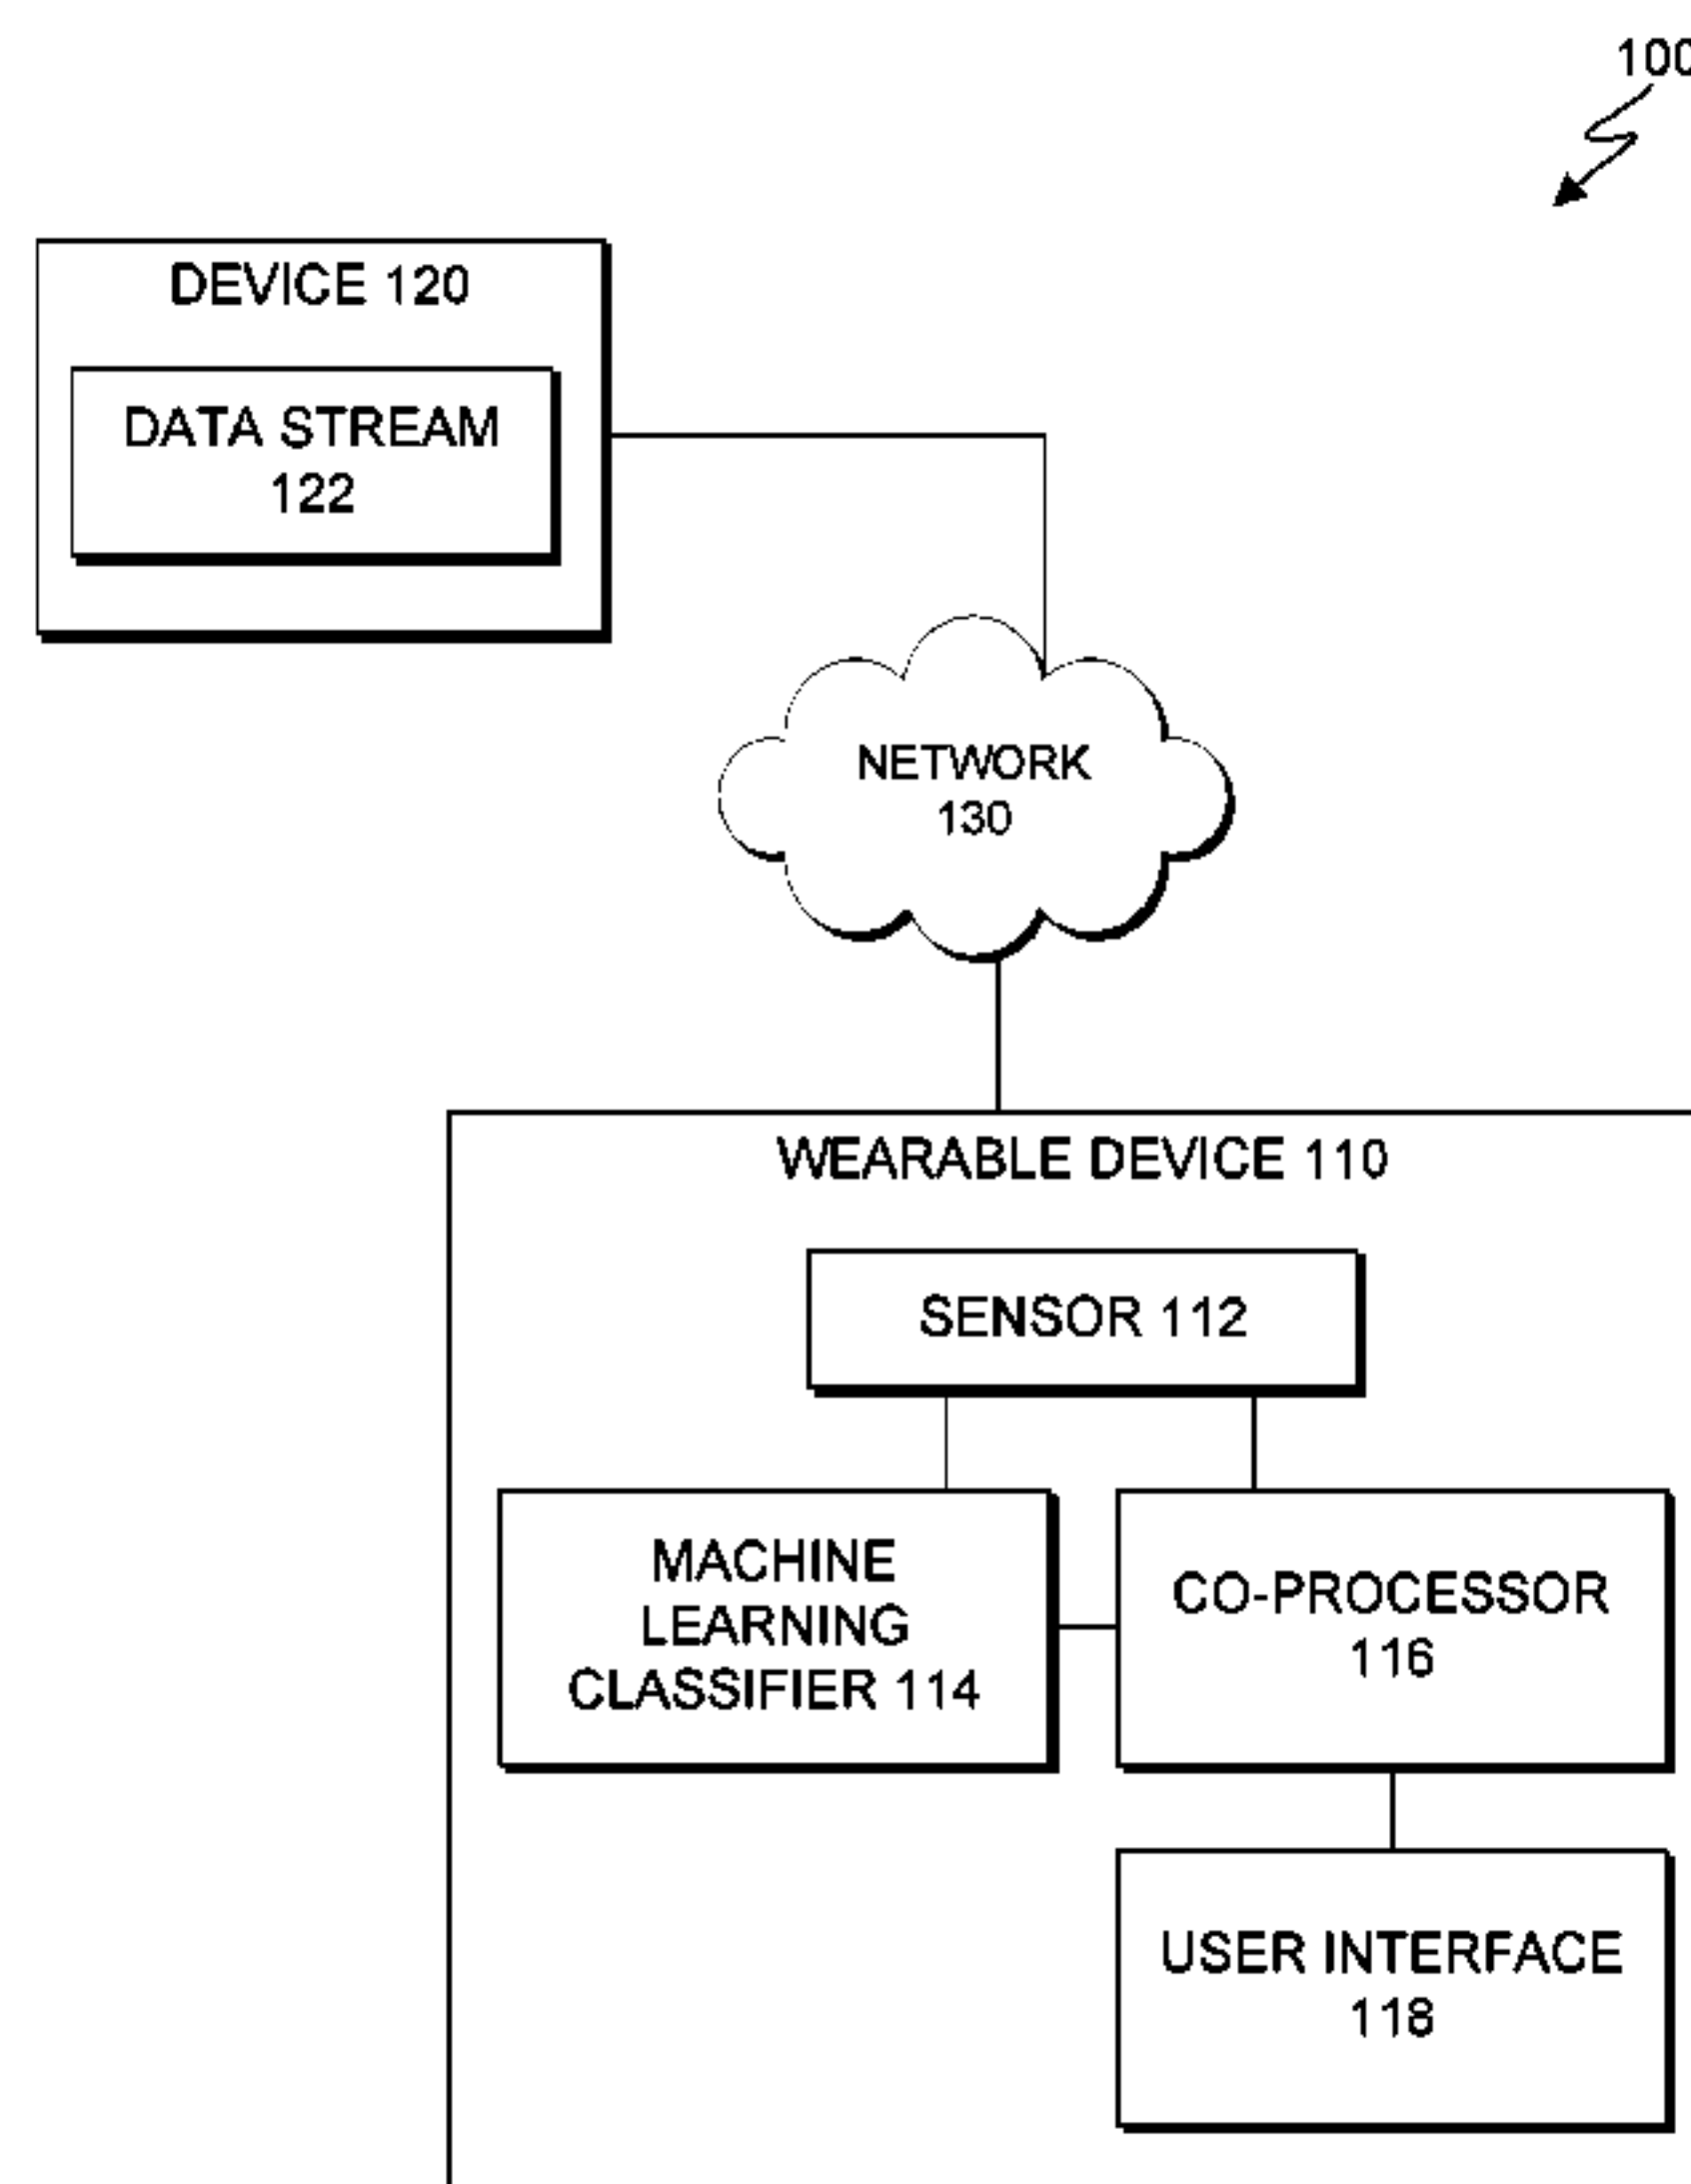 100
DEVICE 120
DATA STREAM
122
NETWORK
130
WEARABLE DEVICE 110
SENSOR 112
MACHINE
LEARNING
CLASSIFIER 114
CO-PROCESSOR
116
USER INTERFACE
118